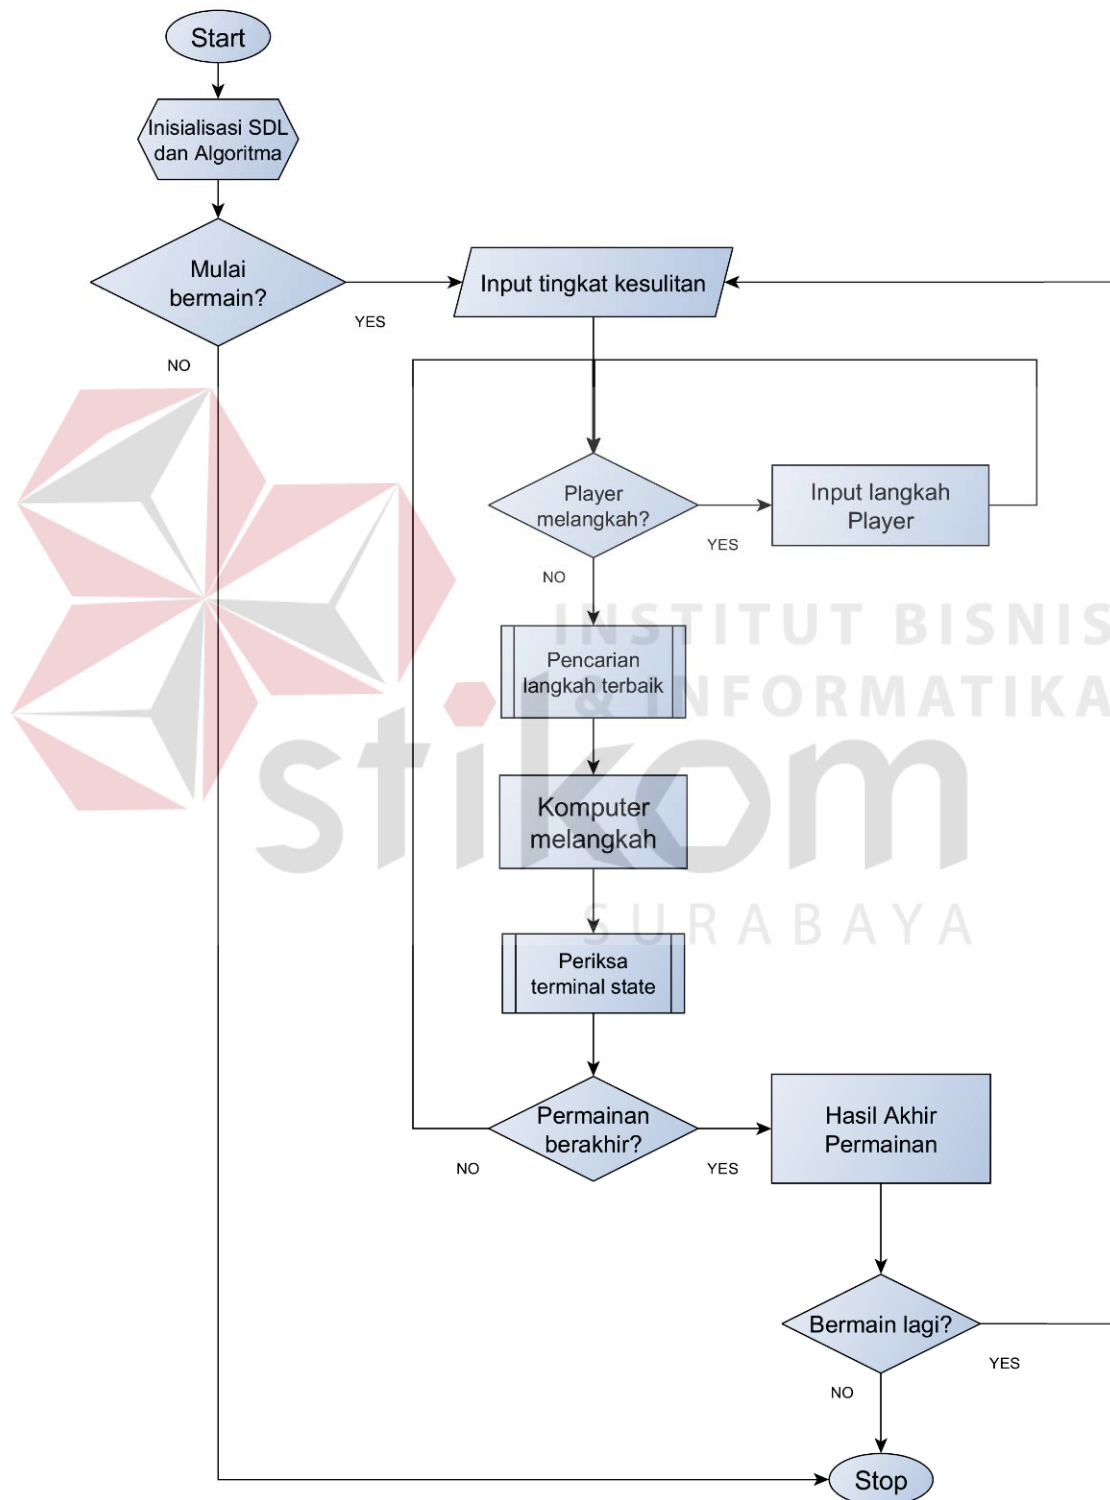 Start
Inisialisasi SDL
dan Algoritma
Mulai
bermain?
YES
NO
Input tingkat kesulitan
Player
melangkah?
YES
NO
Input langkah
Player
Pencarian
langkah terbaik
Komputer
melangkah
Periksa
terminal state
Permainan
berakhir?
NO
YES
Hasil Akhir
Permainan
Bermain lagi?
YES
NO
Stop
INSTITUT BISNIS
& INFORMATIKA
stikom
SURABAYA